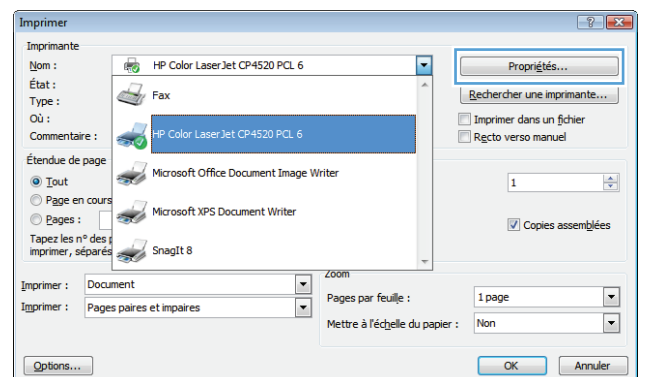 Imprimer
Imprimante
Nom : HP Color LaserJet CP4520 PCL 6 Propriétés...
État :
Fax
Type : Rechercher une imprimante...
Où : Imprimer dans un fichier
Commentaire : HP Color LaserJet CP4520 PCL 6 Recto verso manuel
Étendue de page
Tout Microsoft Office Document Image Writer 1
Page en cours
Pages : Microsoft XPS Document Writer Copies assemblées
Tapez les n° des
imprimer, séparés SnagIt 8
Zoom
Imprimer : Document
Pages par feuille : 1 page
Imprimer : Pages paires et impaires
Mettre à l'échelle du papier : Non
Options... OK Annuler